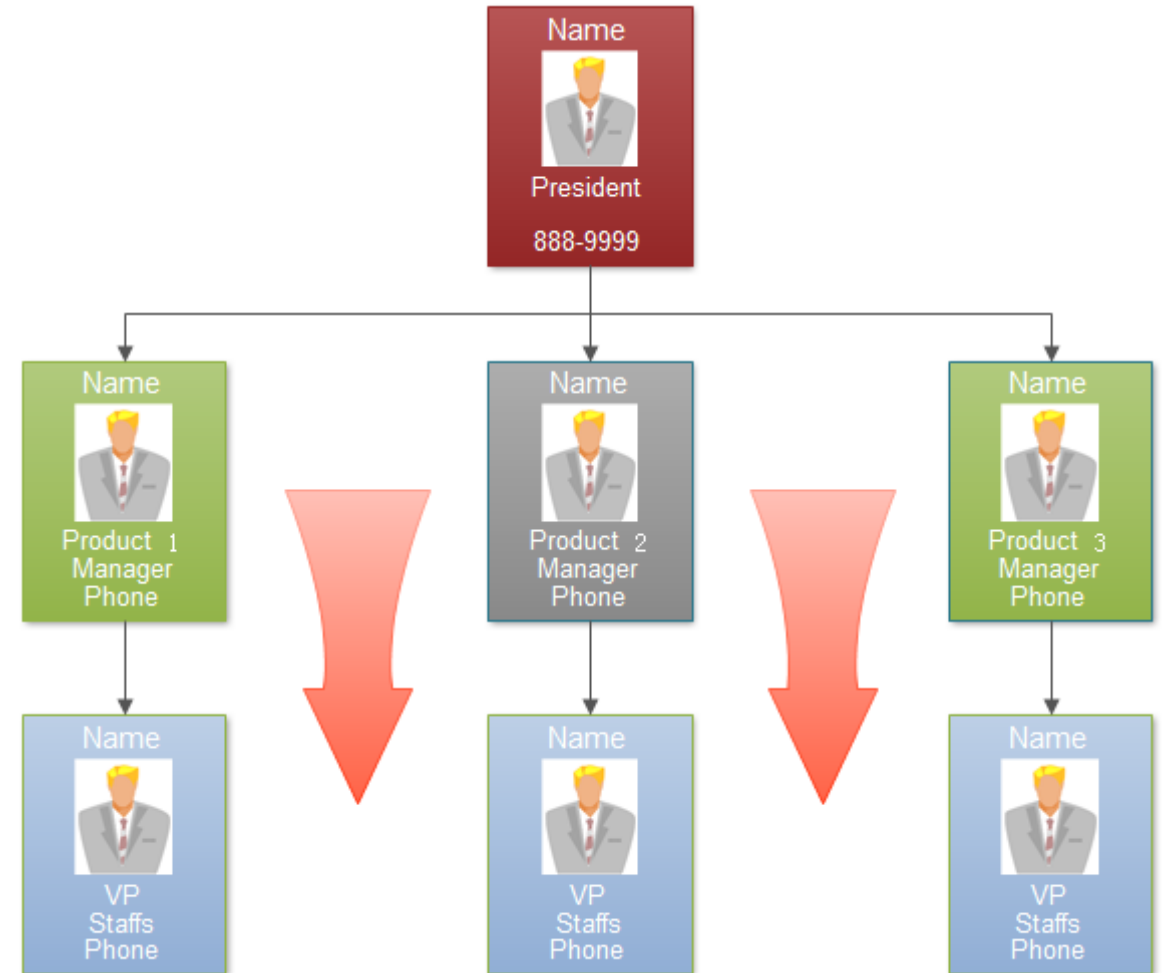 Name
President
888-9999
Name
Product 1
Manager
Phone
Name
Product 2
Manager
Phone
Name
Product 3
Manager
Phone
Name
VP
Staffs
Phone
Name
VP
Staffs
Phone
Name
VP
Staffs
Phone